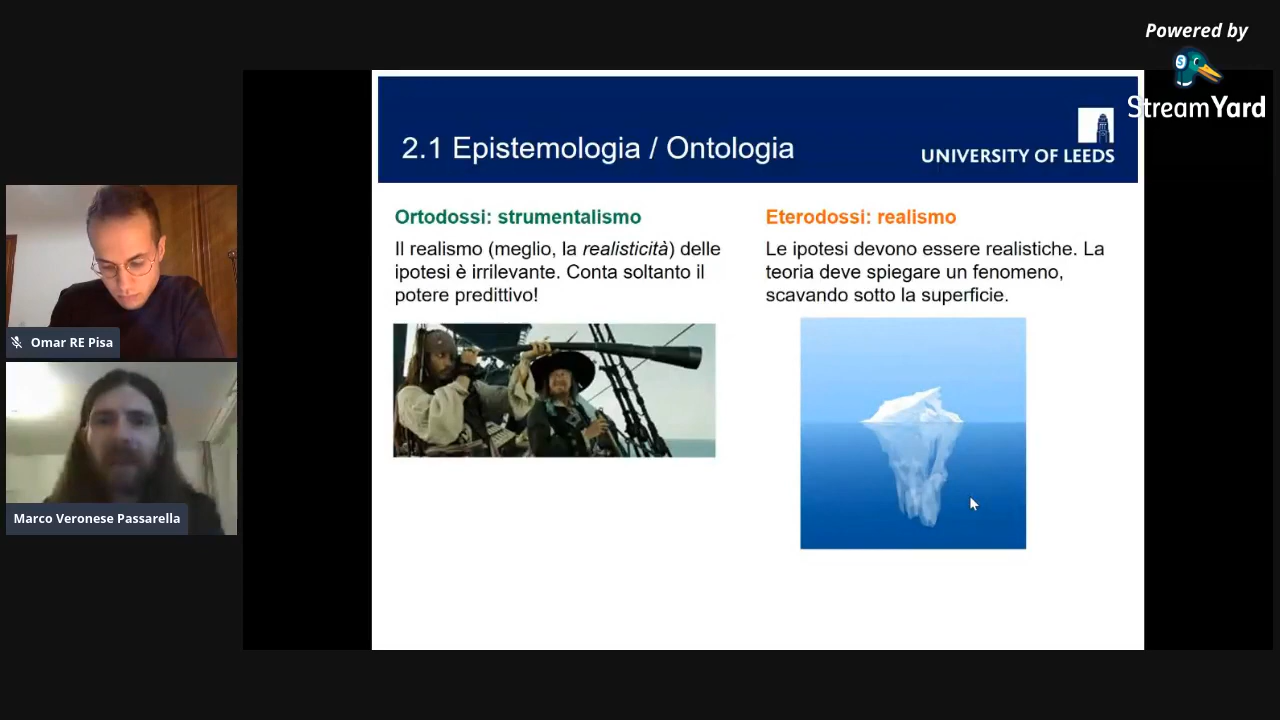 Powered by
StreamYard
2.1 Epistemologia / Ontologia
UNIVERSITY OF LEEDS
Ortodossi: strumentalismo
Il realismo (meglio, la realisticità) delle
ipotesi è irrilevante. Conta soltanto il
potere predittivo!
Eterodossi: realismo
Le ipotesi devono essere realistiche. La
teoria deve spiegare un fenomeno,
scavando sotto la superficie.
Omar RE Pisa
Marco Veronese Passarella